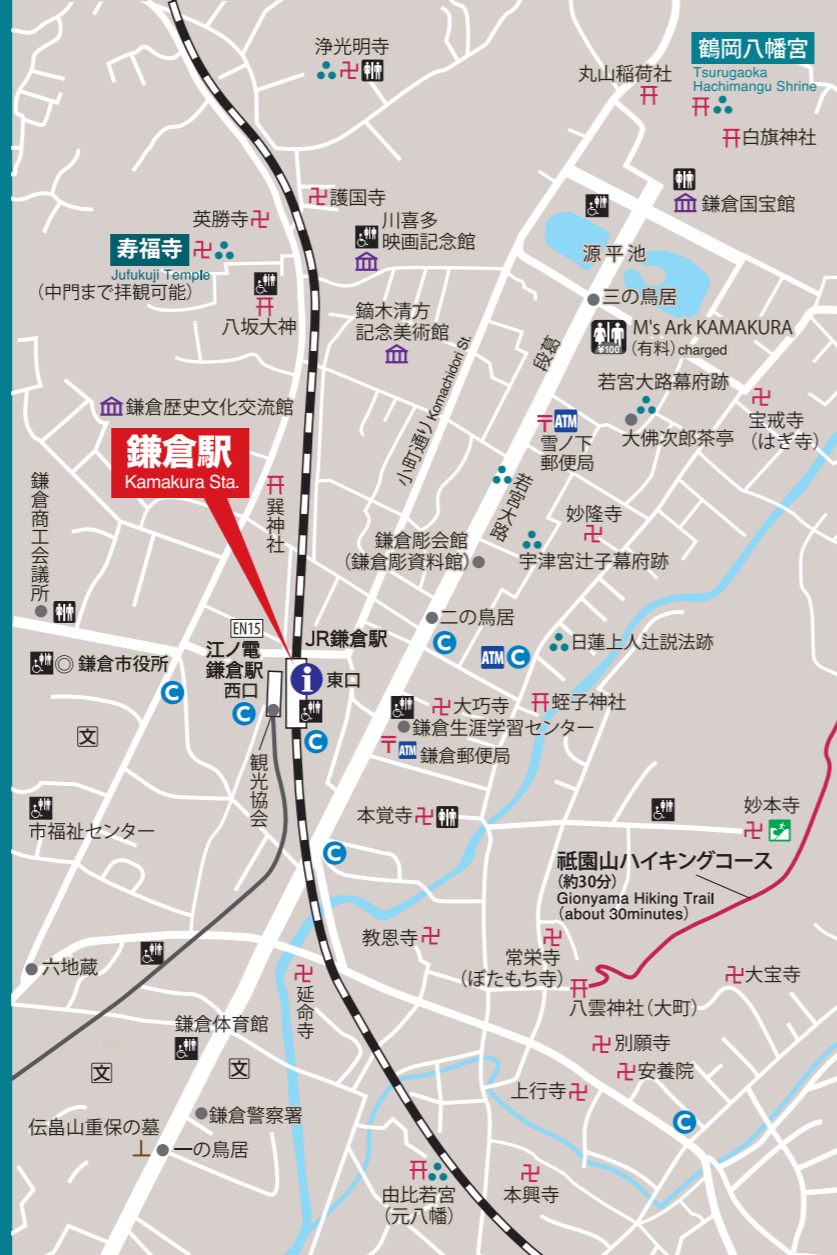 浄光明寺
鶴岡八幡宮
Tsurugaoka
Hachimangu Shrine
丸山稲荷社
白旗神社
護国寺
英勝寺
川喜多
映画記念館
鎌倉国宝館
寿福寺
Jufukuji Temple
(中門まで拝観可能)
源平池
八坂大神
三の鳥居
鏑木清方
記念美術館
M's Ark KAMAKURA
(有料) charged
¥100
段葛
小町通り Komachidori St.
若宮大路幕府跡
宝戒寺
(はぎ寺)
大佛次郎茶亭
鎌倉歴史文化交流館
ATM
雪ノ下
郵便局
鎌倉駅
Kamakura Sta.
鎌倉商工会議所
巽神社
若宮大路
妙隆寺
鎌倉彫会館
(鎌倉彫資料館)
宇津宮辻子幕府跡
二の鳥居
C
EN15
JR鎌倉駅
江ノ電
鎌倉駅
西口
i
東口
ATM
C
日蓮上人辻説法跡
◎ 鎌倉市役所
C
C
C
大巧寺
蛭子神社
鎌倉生涯学習センター
〒
ATM
鎌倉郵便局
文
観光協会
市福祉センター
本覚寺
妙本寺
C
祗園山ハイキングコース
(約30分)
Gionyama Hiking Trail
(about 30minutes)
教恩寺
常栄寺
(ぼたもち寺)
六地蔵
延命寺
大宝寺
八雲神社(大町)
鎌倉体育館
別願寺
文
文
安養院
上行寺
C
鎌倉警察署
伝畠山重保の墓
一の鳥居
由比若宮
(元八幡)
本興寺